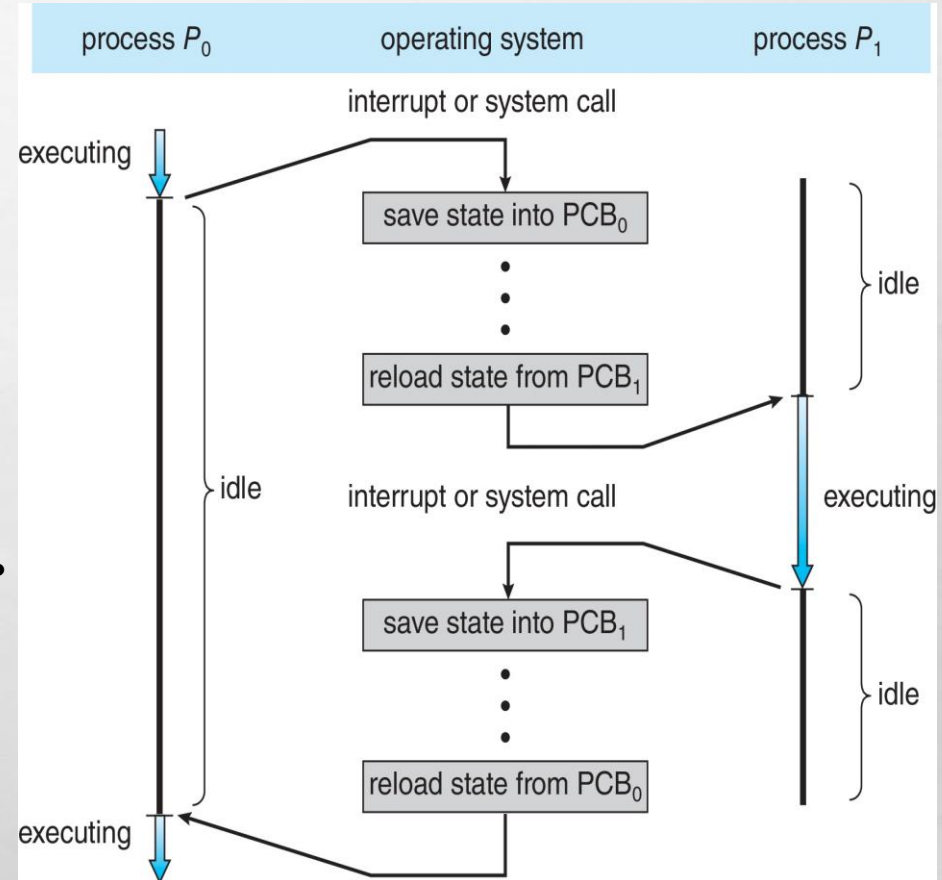 process P₀ operating system process P₁
interrupt or system call
executing
save state into PCB₀
idle
reload state from PCB₁
idle
interrupt or system call
executing
save state into PCB₁
idle
reload state from PCB₀
executing